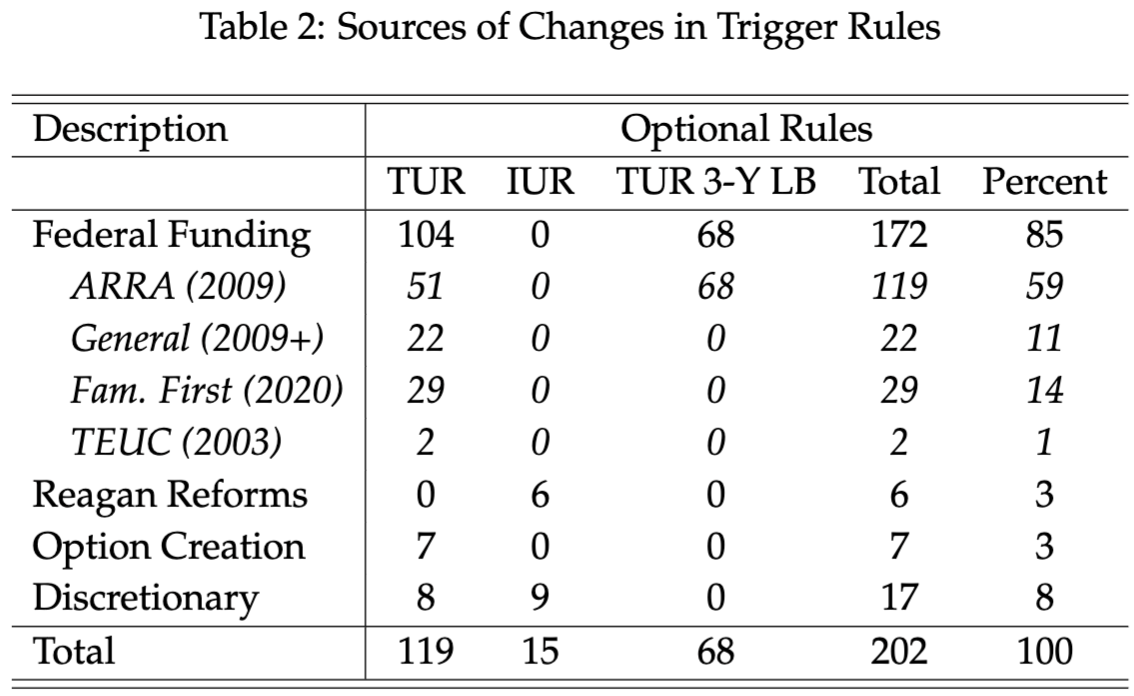 Table 2: Sources of Changes in Trigger Rules
Description Optional Rules
TUR IUR TUR 3-Y LB Total Percent
Federal Funding 104 0 68 172 85
ARRA (2009) 51 0 68 119 59
General (2009+) 22 0 0 22 11
Fam. First (2020) 29 0 0 29 14
TEUC (2003) 2 0 0 2 1
Reagan Reforms 0 6 0 6 3
Option Creation 7 0 0 7 3
Discretionary 8 9 0 17 8
Total 119 15 68 202 100